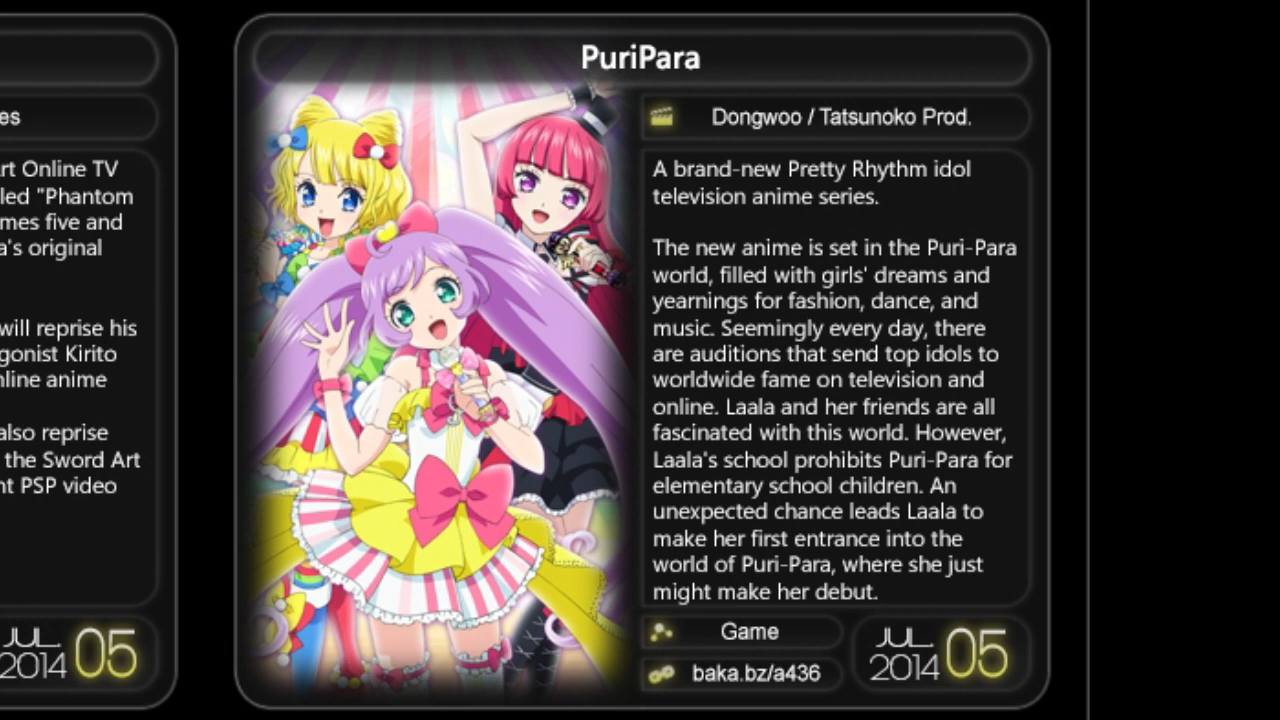 es
rt Online TV
led "Phantom
mes five and
a's original
will reprise his
gonist Kirito
nline anime
also reprise
the Sword Art
nt PSP video
JUL 05
2014
PuriPara
Dongwoo / Tatsunoko Prod.
A brand-new Pretty Rhythm idol
television anime series.
The new anime is set in the Puri-Para
world, filled with girls' dreams and
yearnings for fashion, dance, and
music. Seemingly every day, there
are auditions that send top idols to
worldwide fame on television and
online. Laala and her friends are all
fascinated with this world. However,
Laala's school prohibits Puri-Para for
elementary school children. An
unexpected chance leads Laala to
make her first entrance into the
world of Puri-Para, where she just
might make her debut.
Game
baka.bz/a436
JUL 05
2014